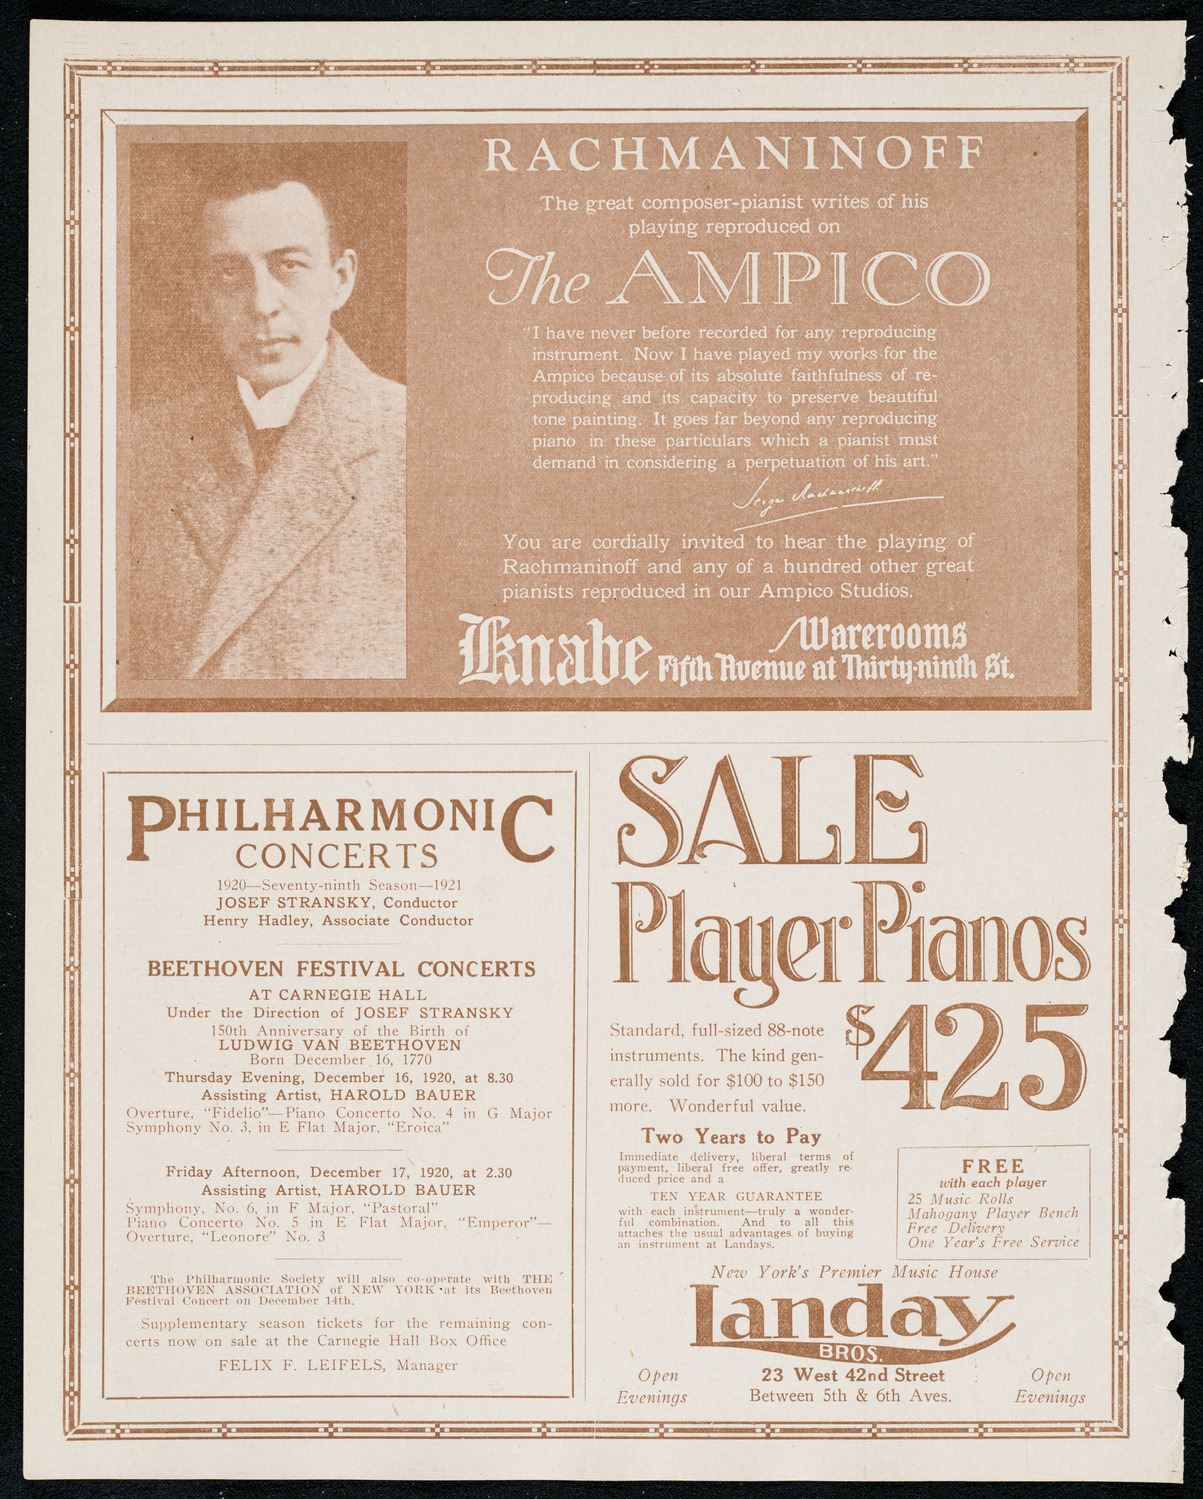 RACHMANINOFF
The great composer-pianist writes of his
playing reproduced on
The AMPICO
"I have never before recorded for any reproducing
instrument. Now I have played my works for the
Ampico because of its absolute faithfulness of re-
producing and its capacity to preserve beautiful
tone painting. It goes far beyond any reproducing
piano in these particulars which a pianist must
demand in considering a perpetuation of his art."
Serge Rachmaninoff
You are cordially invited to hear the playing of
Rachmaninoff and any of a hundred other great
pianists reproduced in our Ampico Studios.
Knabe Warerooms
Fifth Avenue at Thirty-ninth St.
PHILHARMONIC
CONCERTS
1920—Seventy-ninth Season—1921
JOSEF STRANSKY, Conductor
Henry Hadley, Associate Conductor
BEETHOVEN FESTIVAL CONCERTS
AT CARNEGIE HALL
Under the Direction of JOSEF STRANSKY
150th Anniversary of the Birth of
LUDWIG VAN BEETHOVEN
Born December 16, 1770
Thursday Evening, December 16, 1920, at 8.30
Assisting Artist, HAROLD BAUER
Overture, "Fidelio"—Piano Concerto No. 4 in G Major
Symphony No. 3, in E Flat Major, "Eroica"
Friday Afternoon, December 17, 1920, at 2.30
Assisting Artist, HAROLD BAUER
Symphony, No. 6, in F Major, "Pastoral"
Piano Concerto No. 5 in E Flat Major, "Emperor"—
Overture, "Leonore" No. 3
The Philharmonic Society will also co-operate with THE
BEETHOVEN ASSOCIATION of NEW YORK at its Beethoven
Festival Concert on December 14th.
Supplementary season tickets for the remaining con-
certs now on sale at the Carnegie Hall Box Office
FELIX F. LEIFELS, Manager
SALE
Player Pianos
$425
Standard, full-sized 88-note
instruments. The kind gen-
erally sold for $100 to $150
more. Wonderful value.
Two Years to Pay
Immediate delivery, liberal terms of
payment, liberal free offer, greatly re-
duced price and a
TEN YEAR GUARANTEE
with each instrument—truly a wonder-
ful combination. And to all this
attaches the usual advantages of buying
an instrument at Landays.
FREE
with each player
25 Music Rolls
Mahogany Player Bench
Free Delivery
One Year's Free Service
New York's Premier Music House
Landay
BROS.
Open
Evenings
23 West 42nd Street
Between 5th & 6th Aves.
Open
Evenings